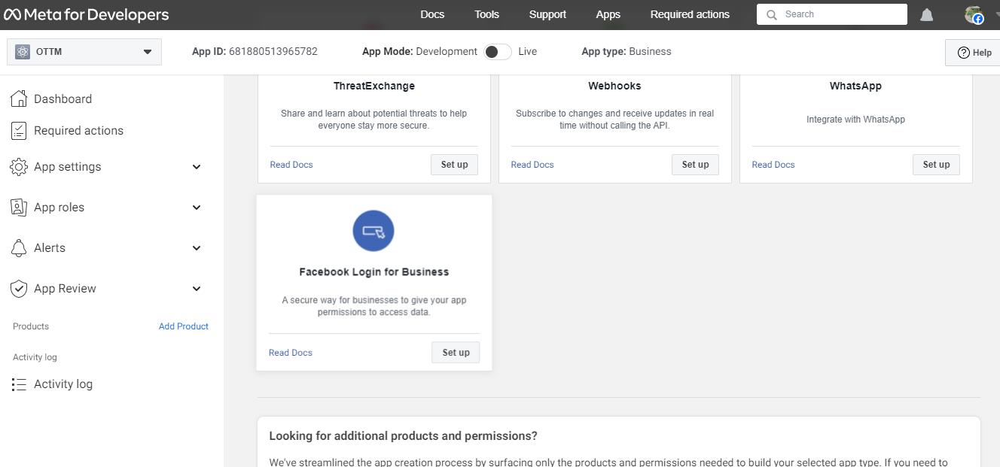 Meta for Developers
Docs
Tools
Support
Apps
Required actions
Search
OTTM
App ID: 681880513965782
App Mode: Development
Live
App type: Business
Help
Dashboard
Required actions
App settings
App roles
Alerts
App Review
Products
Add Product
Activity log
Activity log
ThreatExchange
Share and learn about potential threats to help
everyone stay more secure.
Read Docs
Set up
Webhooks
Subscribe to changes and receive updates in real
time without calling the API.
Read Docs
Set up
WhatsApp
Integrate with WhatsApp
Read Docs
Set up
Facebook Login for Business
A secure way for businesses to give your app
permissions to access data.
Read Docs
Set up
Looking for additional products and permissions?
We've streamlined the app creation process by surfacing only the products and permissions needed to build your selected app type. If you need to